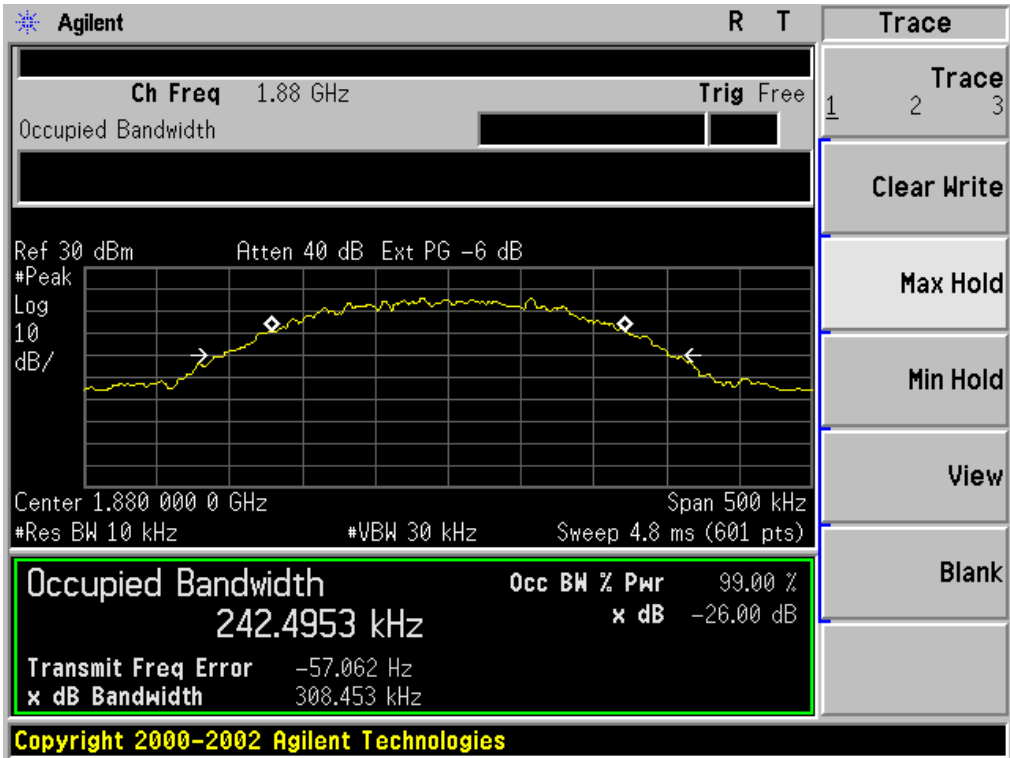 Agilent R T
Trace
Ch Freq 1.88 GHz Trig Free
Occupied Bandwidth
Trace
1 2 3
Clear Write
Max Hold
Min Hold
View
Blank
Ref 30 dBm Atten 40 dB Ext PG -6 dB
#Peak
Log
10
dB/
Center 1.880 000 0 GHz Span 500 kHz
#Res BW 10 kHz #VBW 30 kHz Sweep 4.8 ms (601 pts)
Occupied Bandwidth
242.4953 kHz
Occ BW % Pwr 99.00 %
x dB -26.00 dB
Transmit Freq Error -57.062 Hz
x dB Bandwidth 308.453 kHz
Copyright 2000-2002 Agilent Technologies